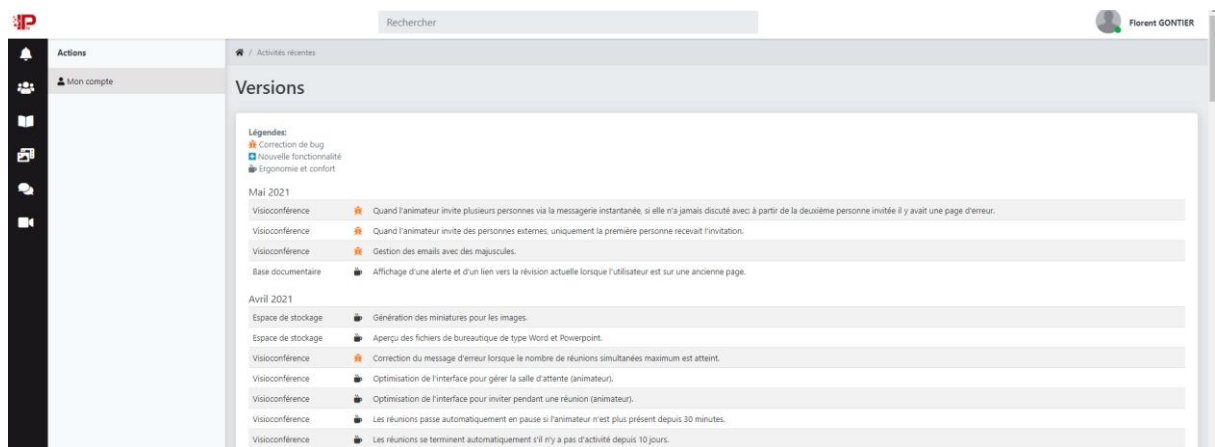 IP
Rechercher
Florent GONTIER
Actions
Mon compte
/ Activités récentes
Versions
Légendes:
Correction de bug
Nouvelle fonctionnalité
Ergonomie et confort
Mai 2021
Visioconférence Quand l'animateur invite plusieurs personnes via la messagerie instantanée, si elle n'a jamais discuté avec: à partir de la deuxième personne invitée il y avait une page d'erreur.
Visioconférence Quand l'animateur invite des personnes externes, uniquement la première personne recevait l'invitation.
Visioconférence Gestion des emails avec des majuscules.
Base documentaire Affichage d'une alerte et d'un lien vers la révision actuelle lorsque l'utilisateur est sur une ancienne page.
Avril 2021
Espace de stockage Génération des miniatures pour les images.
Espace de stockage Aperçu des fichiers de bureautique de type Word et Powerpoint.
Visioconférence Correction du message d'erreur lorsque le nombre de réunions simultanées maximum est atteint.
Visioconférence Optimisation de l'interface pour gérer la salle d'attente (animateur).
Visioconférence Optimisation de l'interface pour inviter pendant une réunion (animateur).
Visioconférence Les réunions passe automatiquement en pause si l'animateur n'est plus présent depuis 30 minutes.
Visioconférence Les réunions se terminent automatiquement s'il n'y a pas d'activité depuis 10 jours.